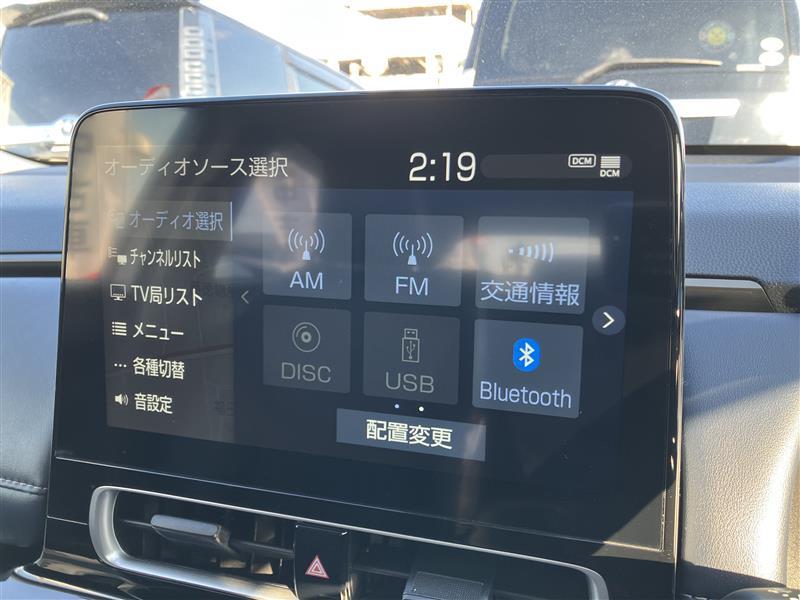 オーディオソース選択
2:19
DCM
DCM
オーディオ選択
チャンネルリスト
TV局リスト
メニュー
各種切替
音設定
AM
FM
交通情報
DISC
USB
Bluetooth
配置変更